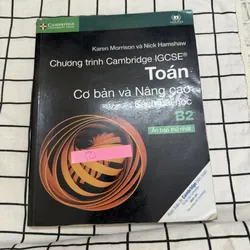 CAMBRIDGE
Karen Morrison và Nick Hamshaw
Chương trình Cambridge IGCSE®
Toán
Cơ bản và Nâng cao
B2
Ấn bản thứ nhất